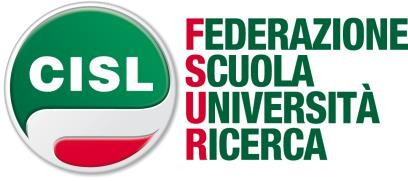 CISL
FEDERAZIONE
SCUOLA
UNIVERSITÀ
RICERCA